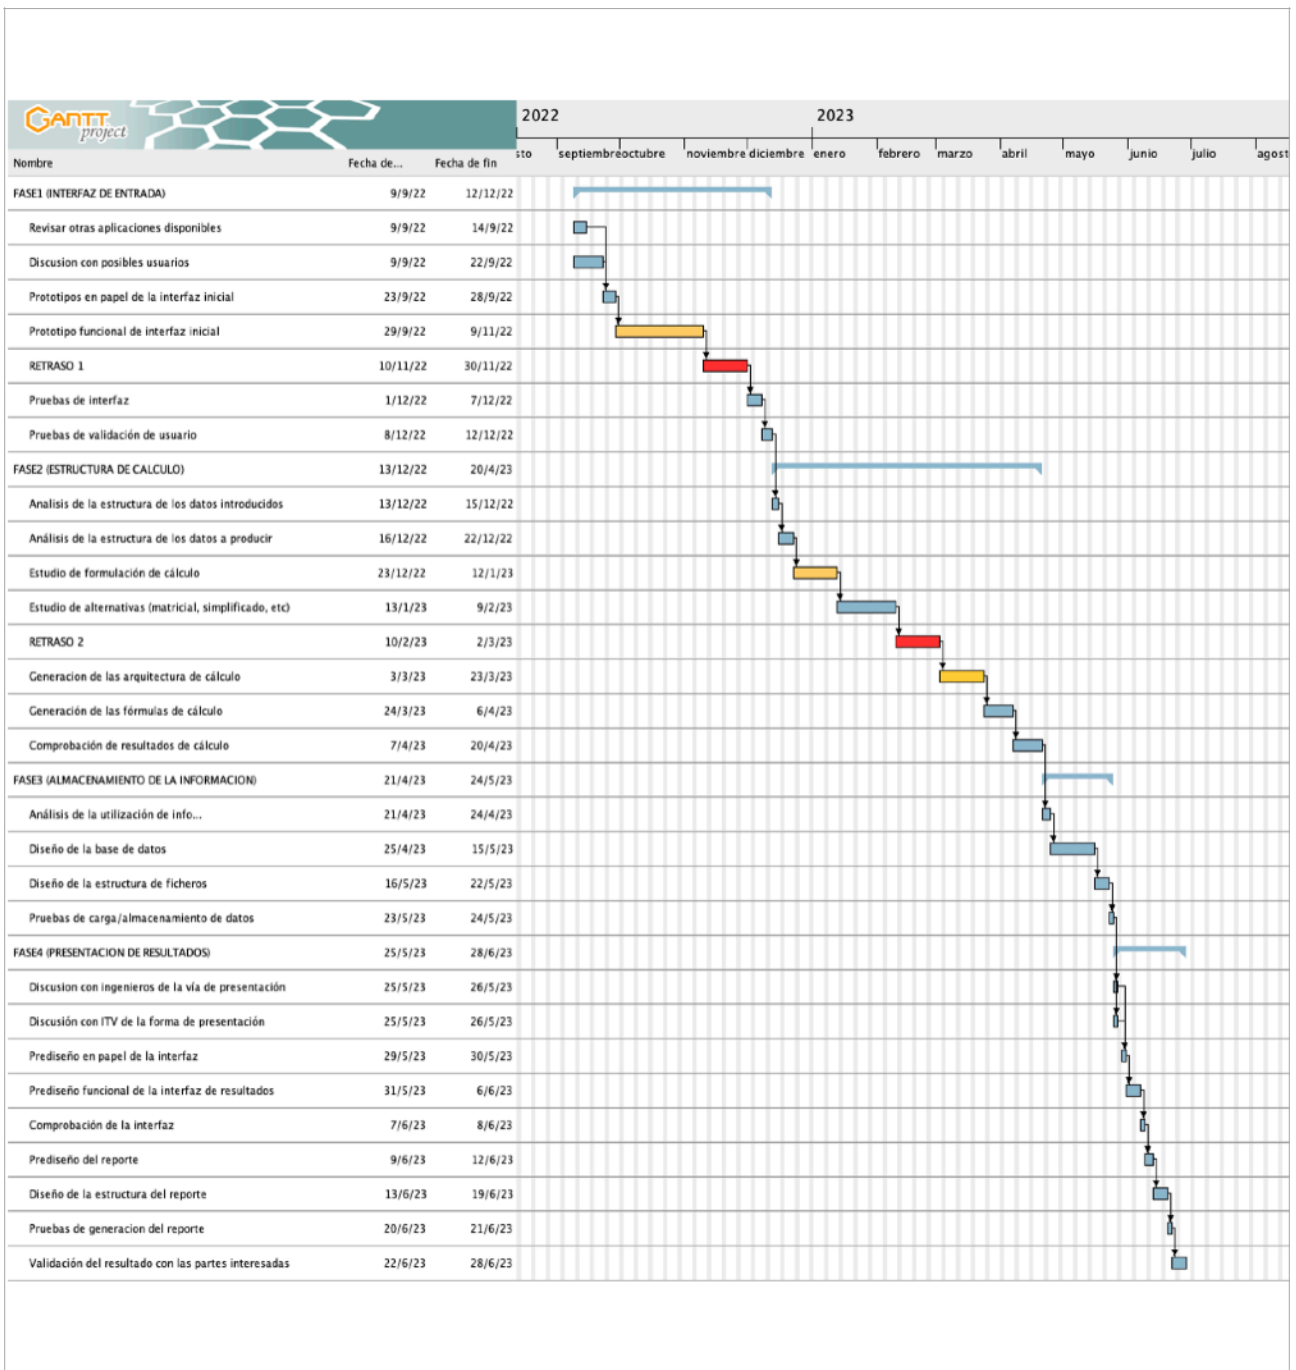 GANTT
project
2022 2023
Nombre Fecha de... Fecha de fin sto septiembre octubre noviembre diciembre enero febrero marzo abril mayo junio julio agost
FASE1 (INTERFAZ DE ENTRADA) 9/9/22 12/12/22
Revisar otras aplicaciones disponibles 9/9/22 14/9/22
Discusion con posibles usuarios 9/9/22 22/9/22
Prototipos en papel de la interfaz inicial 23/9/22 28/9/22
Prototipo funcional de interfaz inicial 29/9/22 9/11/22
RETRASO 1 10/11/22 30/11/22
Pruebas de interfaz 1/12/22 7/12/22
Pruebas de validación de usuario 8/12/22 12/12/22
FASE2 (ESTRUCTURA DE CALCULO) 13/12/22 20/4/23
Analisis de la estructura de los datos introducidos 13/12/22 15/12/22
Análisis de la estructura de los datos a producir 16/12/22 22/12/22
Estudio de formulación de cálculo 23/12/22 12/1/23
Estudio de alternativas (matricial, simplificado, etc) 13/1/23 9/2/23
RETRASO 2 10/2/23 2/3/23
Generacion de las arquitectura de cálculo 3/3/23 23/3/23
Generación de las fórmulas de cálculo 24/3/23 6/4/23
Comprobación de resultados de cálculo 7/4/23 20/4/23
FASE3 (ALMACENAMIENTO DE LA INFORMACION) 21/4/23 24/5/23
Análisis de la utilización de info... 21/4/23 24/4/23
Diseño de la base de datos 25/4/23 15/5/23
Diseño de la estructura de ficheros 16/5/23 22/5/23
Pruebas de carga/almacenamiento de datos 23/5/23 24/5/23
FASE4 (PRESENTACION DE RESULTADOS) 25/5/23 28/6/23
Discusion con ingenieros de la vía de presentación 25/5/23 26/5/23
Discusión con ITV de la forma de presentación 25/5/23 26/5/23
Prediseño en papel de la interfaz 29/5/23 30/5/23
Prediseño funcional de la interfaz de resultados 31/5/23 6/6/23
Comprobación de la interfaz 7/6/23 8/6/23
Prediseño del reporte 9/6/23 12/6/23
Diseño de la estructura del reporte 13/6/23 19/6/23
Pruebas de generacion del reporte 20/6/23 21/6/23
Validación del resultado con las partes interesadas 22/6/23 28/6/23